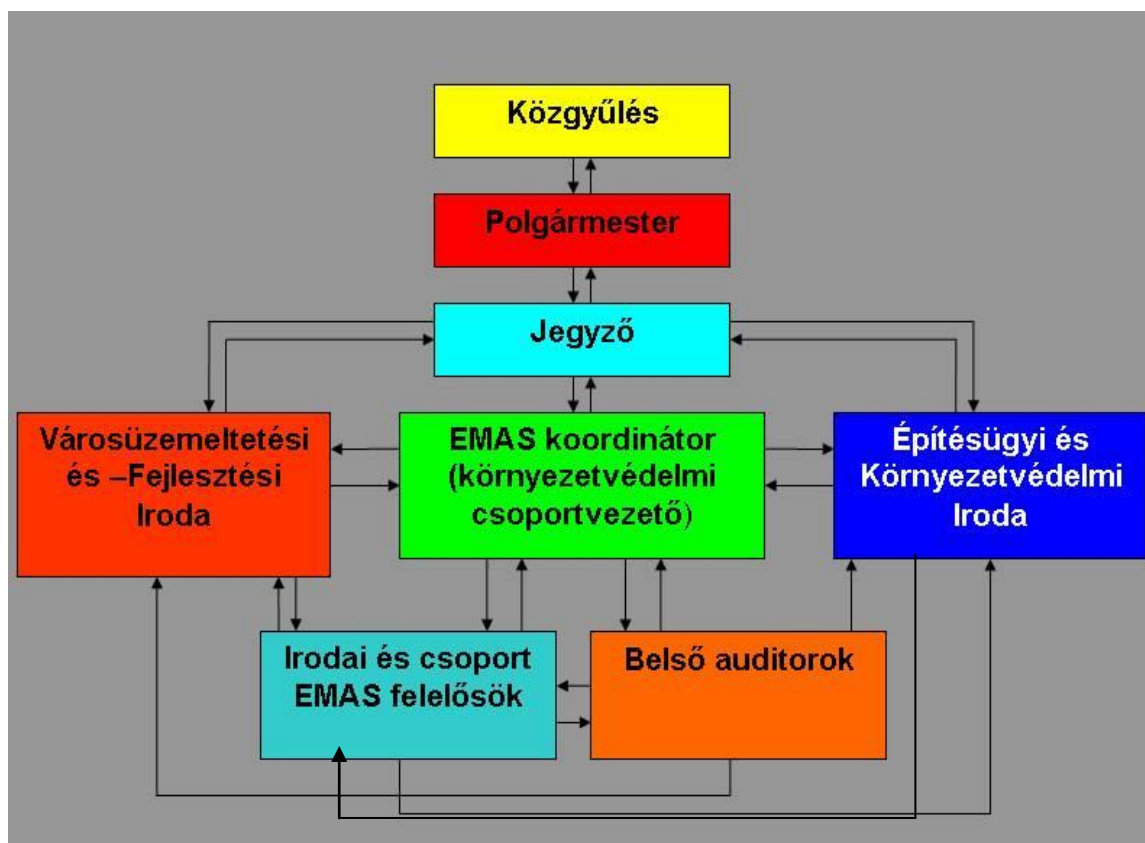 Közgyűlés
Polgármester
Jegyző
Városüzemeltetési
és –Fejlesztési
Iroda
EMAS koordinátor
(környezetvédelmi
csoportvezető)
Építésügyi és
Környezetvédelmi
Iroda
Irodai és csoport
EMAS felelősök
Belső auditorok